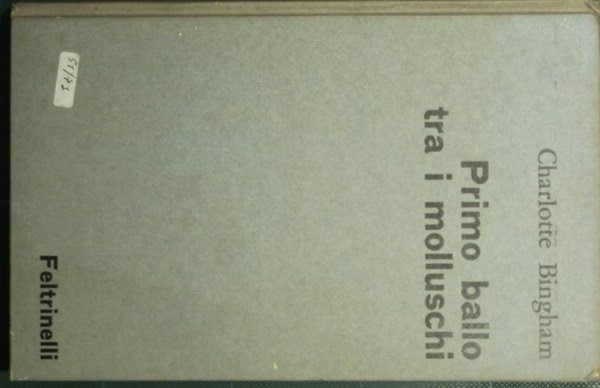 Charlotte Bingham
Primo ballo
tra i molluschi
Feltrinelli